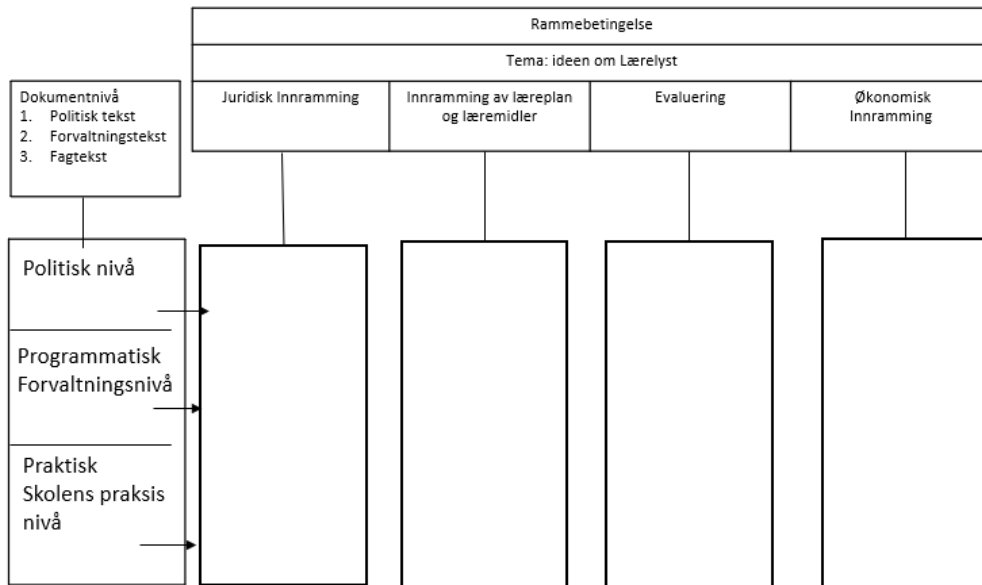 Rammebetingelse
Tema: ideen om Lærelyst
Juridisk Innramming
Innramming av læreplan
og læremidler
Evaluering
Økonomisk
Innramming
Dokumentnivå
1. Politisk tekst
2. Forvaltningstekst
3. Fagtekst
Politisk nivå
Programmatisk
Forvaltningsnivå
Praktisk
Skolens praksis
nivå